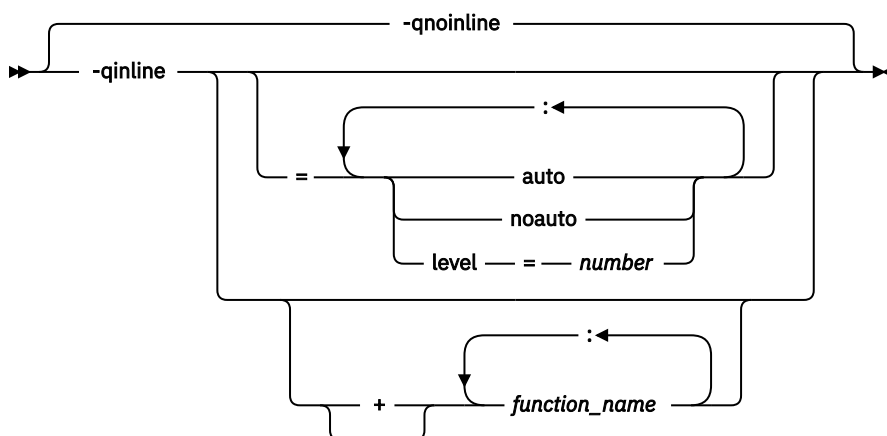 -qnoinline
-qinline
:
= auto
noauto
level = number
:
+ function_name